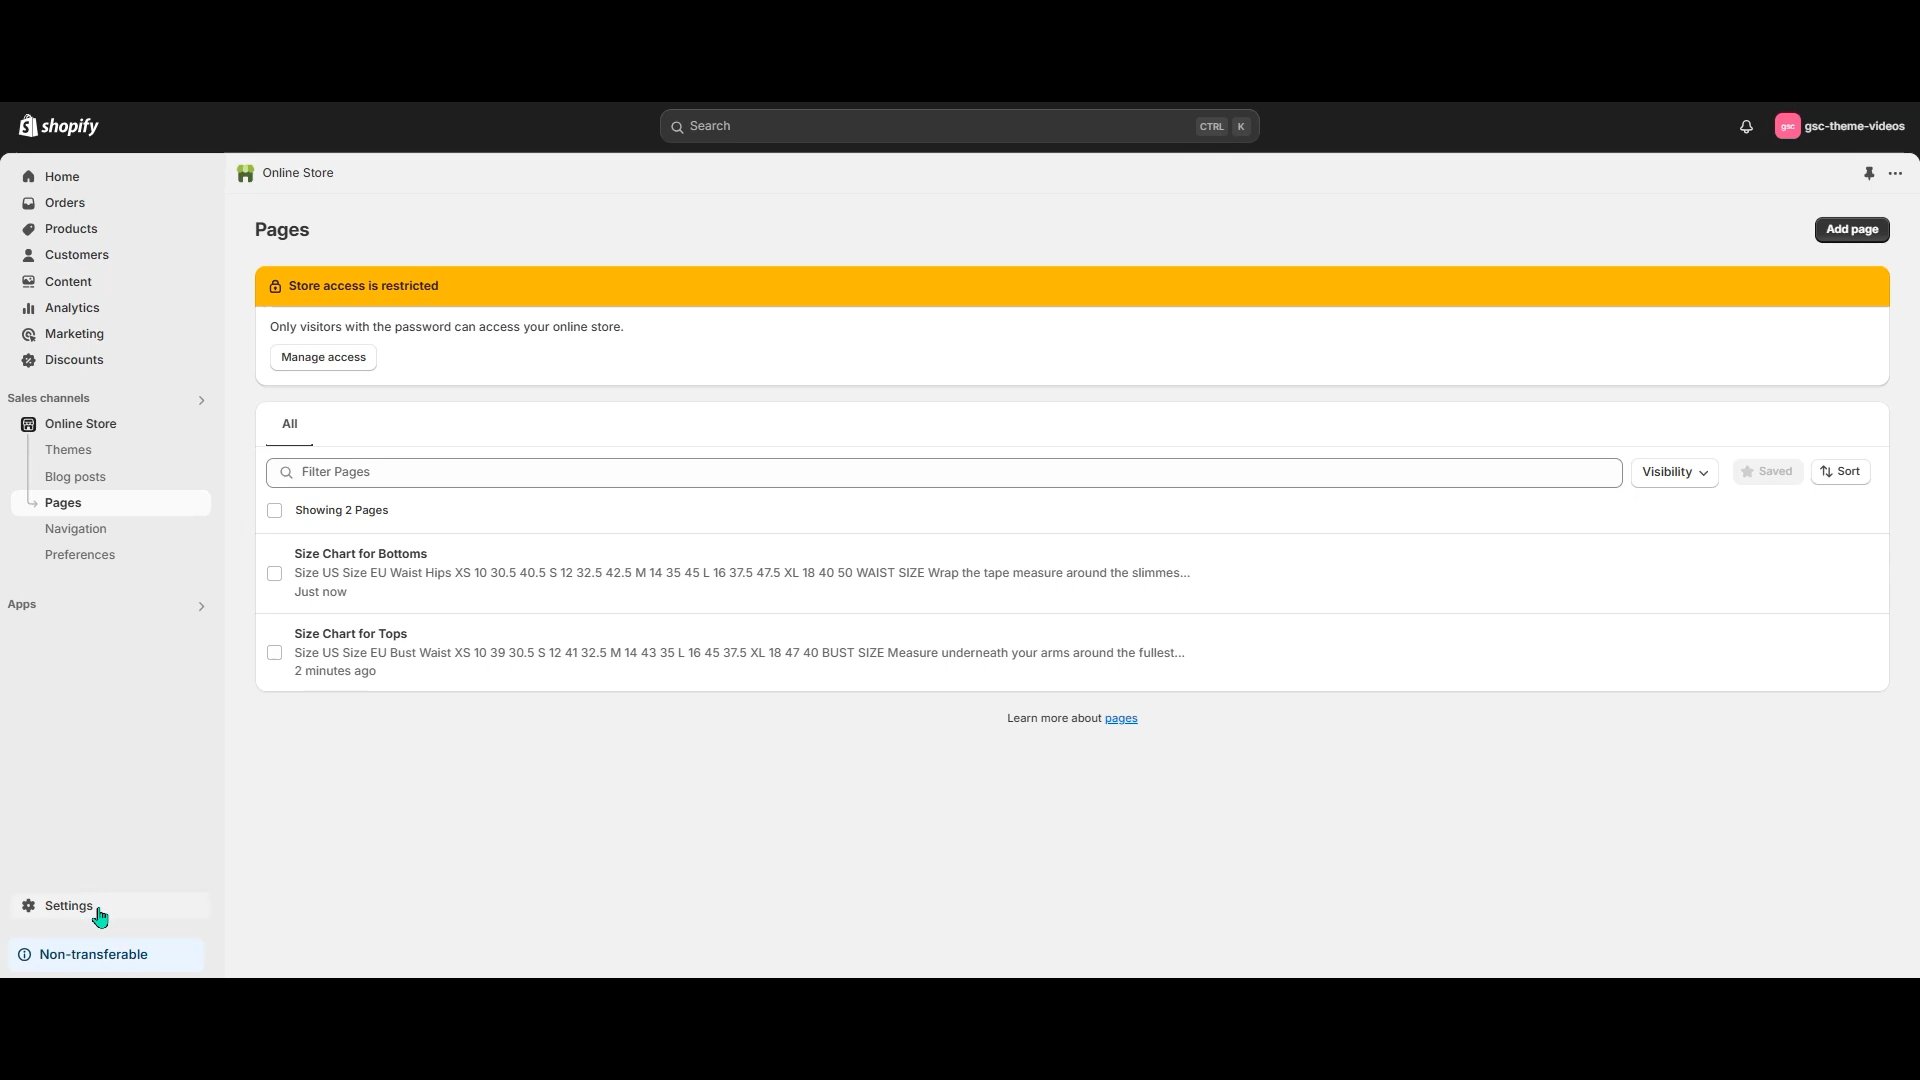 shopify
Search
CTRL K
gsc
gsc-theme-videos
Home
Orders
Products
Customers
Content
Analytics
Marketing
Discounts
Sales channels
Online Store
Themes
Blog posts
Pages
Navigation
Preferences
Apps
Settings
Non-transferable
Online Store
Pages
Add page
Store access is restricted
Only visitors with the password can access your online store.
Manage access
All
Filter Pages
Visibility
Saved
Sort
Showing 2 Pages
Size Chart for Bottoms
Size US Size EU Waist Hips XS 10 30.5 40.5 S 12 32.5 42.5 M 14 35 45 L 16 37.5 47.5 XL 18 40 50 WAIST SIZE Wrap the tape measure around the slimmes...
Just now
Size Chart for Tops
Size US Size EU Bust Waist XS 10 39 30.5 S 12 41 32.5 M 14 43 35 L 16 45 37.5 XL 18 47 40 BUST SIZE Measure underneath your arms around the fullest...
2 minutes ago
Learn more about pages